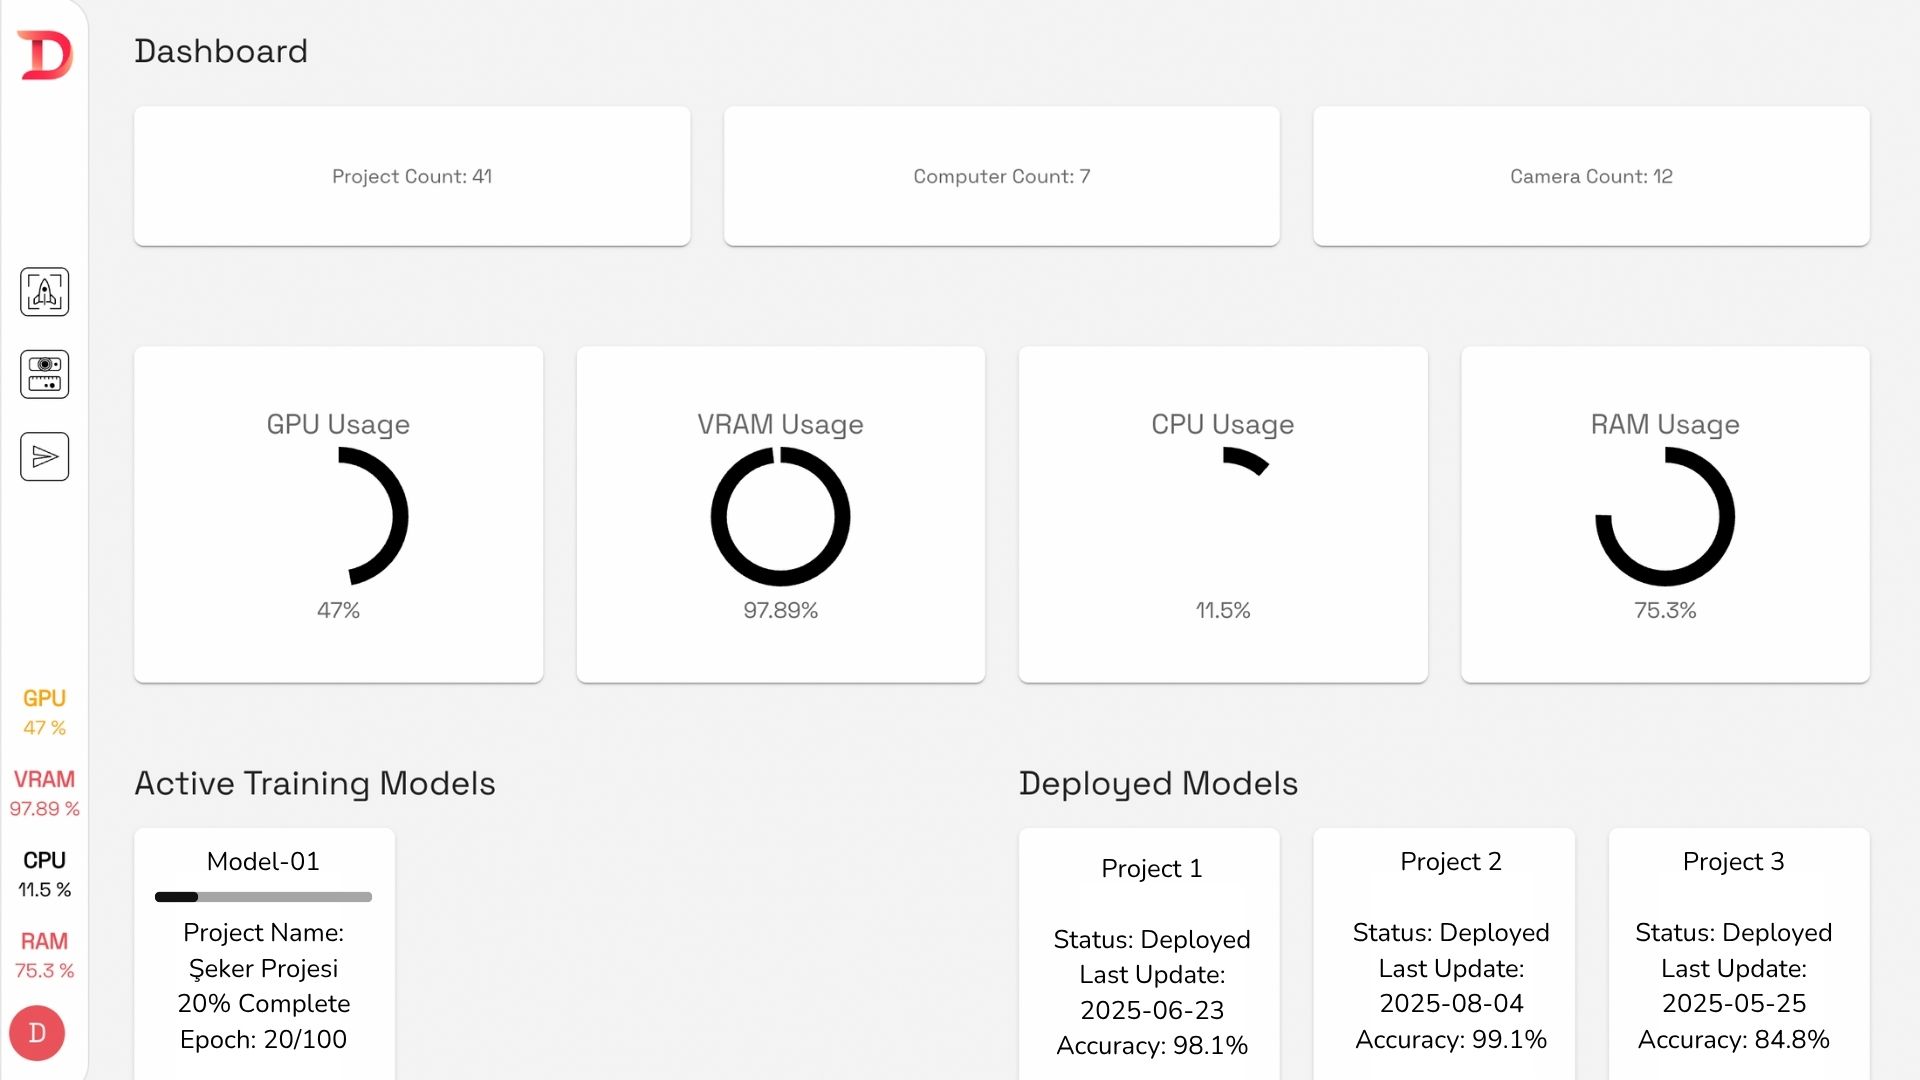 D
Dashboard
Project Count: 41
Computer Count: 7
Camera Count: 12
GPU Usage
47%
VRAM Usage
97.89%
CPU Usage
11.5%
RAM Usage
75.3%
GPU
47 %
VRAM
97.89 %
CPU
11.5 %
RAM
75.3 %
D
Active Training Models
Model-01
Project Name:
Şeker Projesi
20% Complete
Epoch: 20/100
Deployed Models
Project 1
Status: Deployed
Last Update:
2025-06-23
Accuracy: 98.1%
Project 2
Status: Deployed
Last Update:
2025-08-04
Accuracy: 99.1%
Project 3
Status: Deployed
Last Update:
2025-05-25
Accuracy: 84.8%